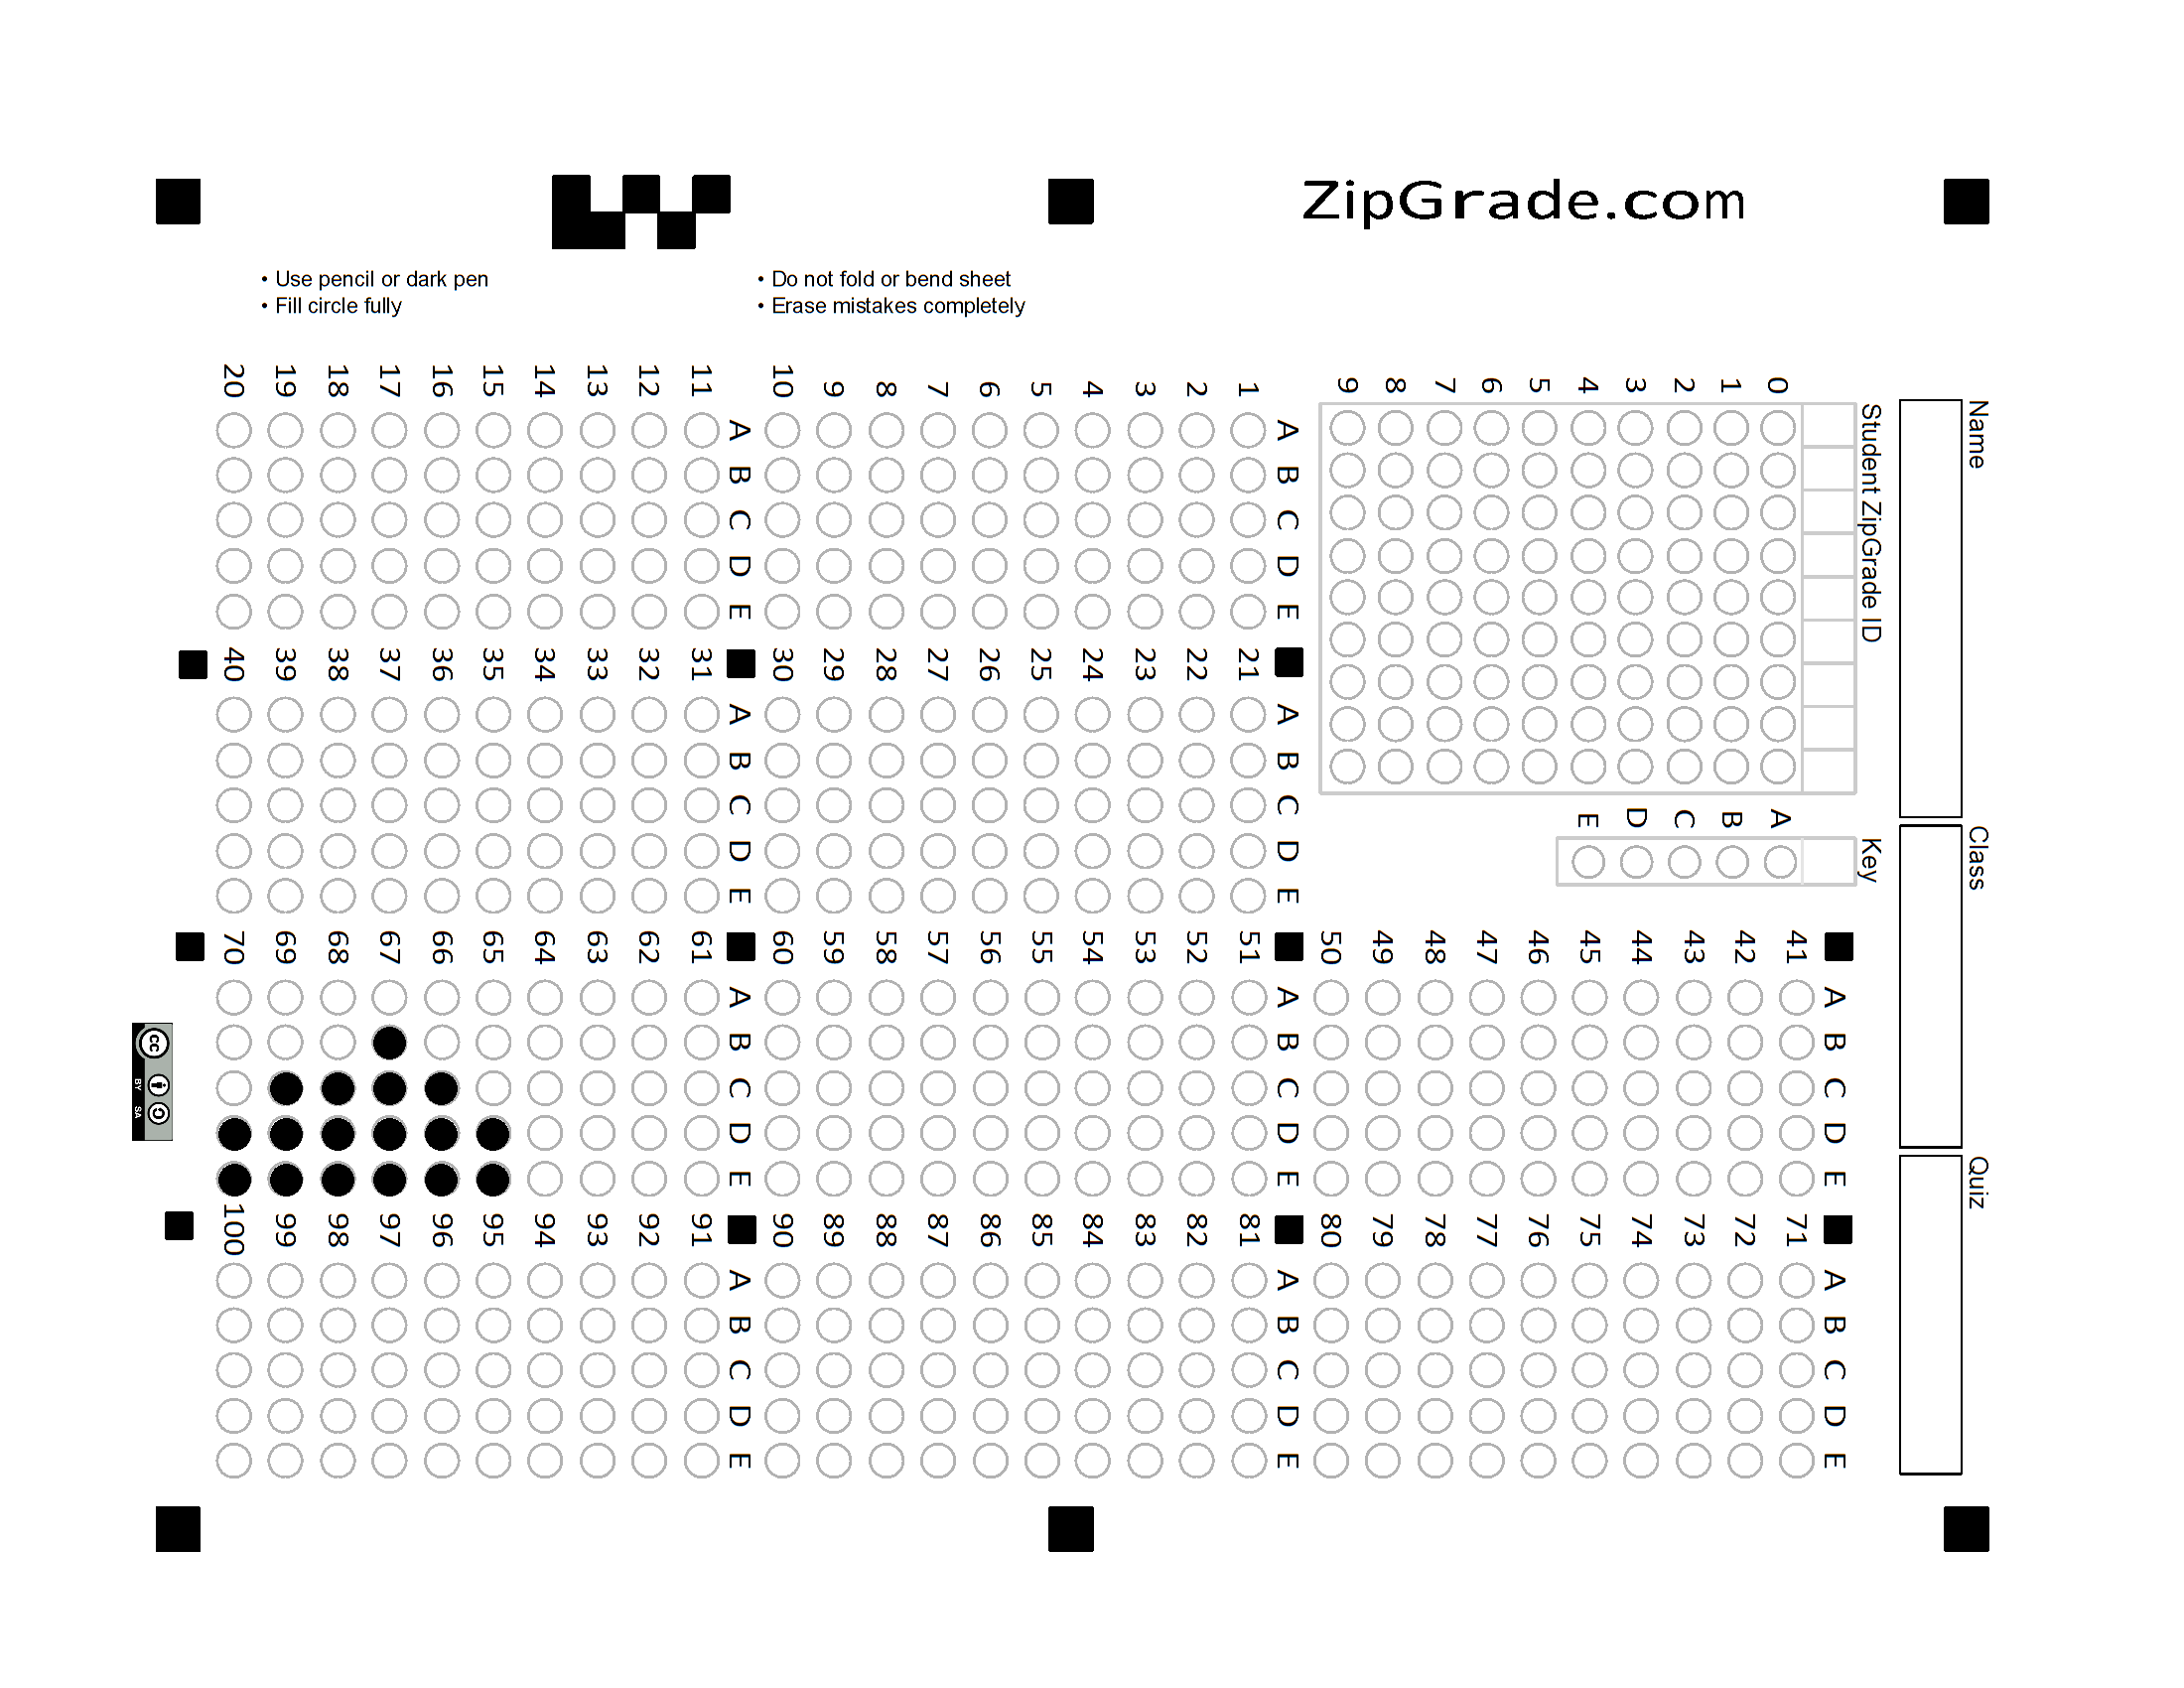 ZipGrade.com
• Use pencil or dark pen
• Fill circle fully
• Do not fold or bend sheet
• Erase mistakes completely
Name
Class
Quiz
Student ZipGrade ID
0 1 2 3 4 5 6 7 8 9
Key
A B C D E
A B C D E
1 2 3 4 5 6 7 8 9 10
A B C D E
11 12 13 14 15 16 17 18 19 20
A B C D E
21 22 23 24 25 26 27 28 29 30
A B C D E
31 32 33 34 35 36 37 38 39 40
A B C D E
41 42 43 44 45 46 47 48 49 50
A B C D E
51 52 53 54 55 56 57 58 59 60
A B C D E
61 62 63 64 65 66 67 68 69 70
A B C D E
71 72 73 74 75 76 77 78 79 80
A B C D E
81 82 83 84 85 86 87 88 89 90
A B C D E
91 92 93 94 95 96 97 98 99 100
cc
BY SA